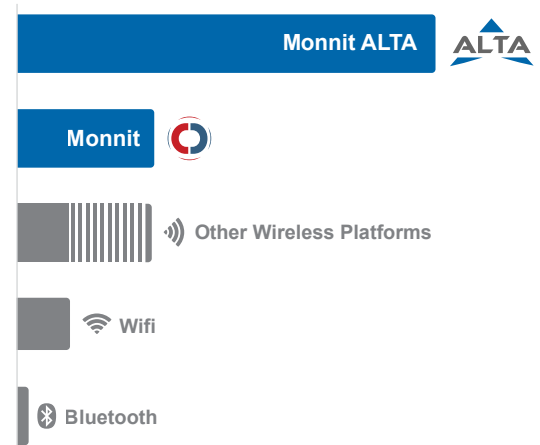 Monnit ALTA
ALTA
Monnit
Other Wireless Platforms
Wifi
Bluetooth